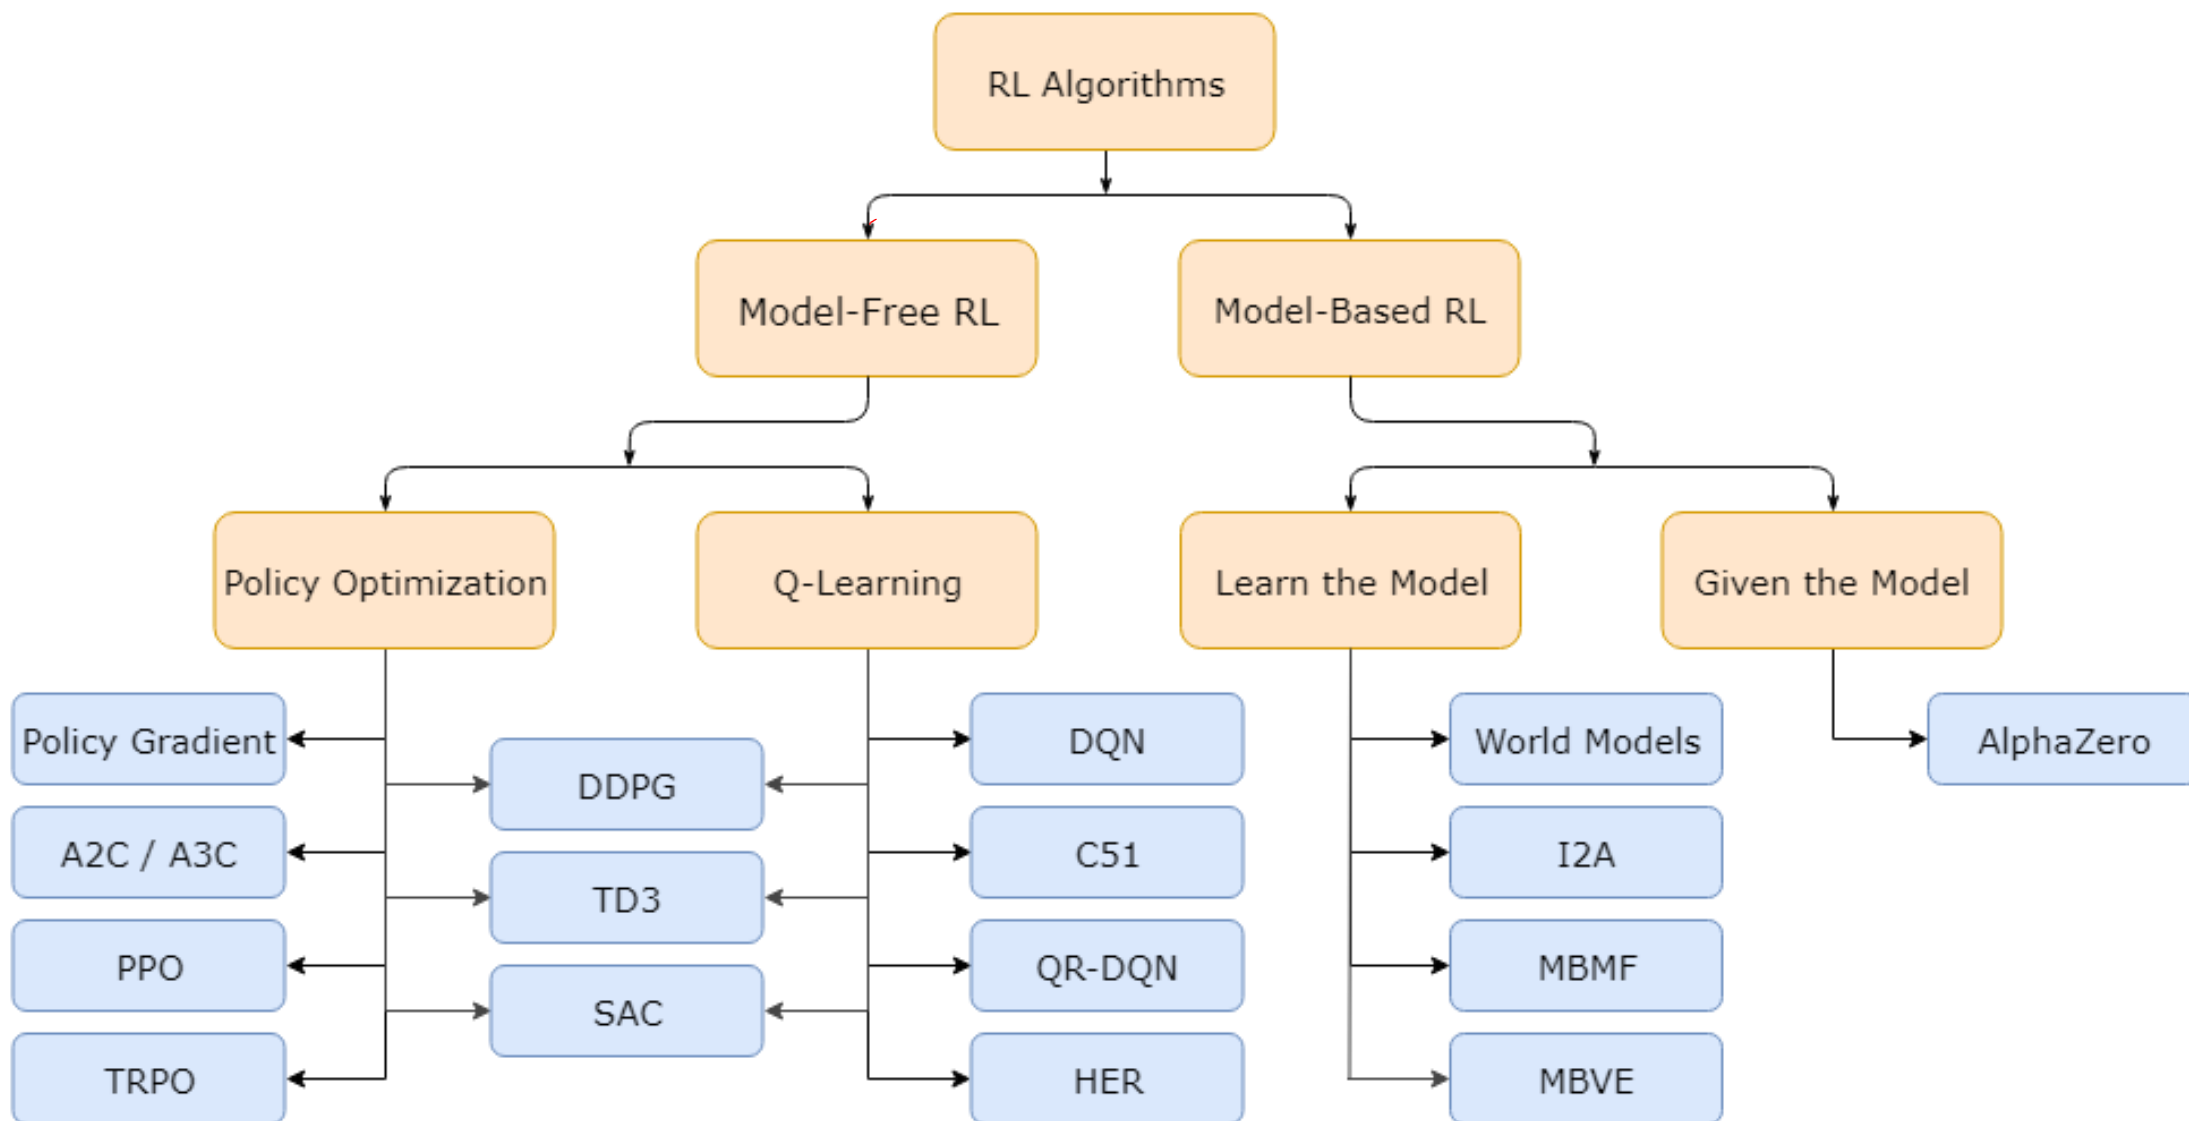 RL Algorithms
Model-Free RL
Model-Based RL
Policy Optimization
Q-Learning
Learn the Model
Given the Model
Policy Gradient
DDPG
DQN
World Models
AlphaZero
A2C / A3C
TD3
C51
I2A
PPO
SAC
QR-DQN
MBMF
TRPO
HER
MBVE